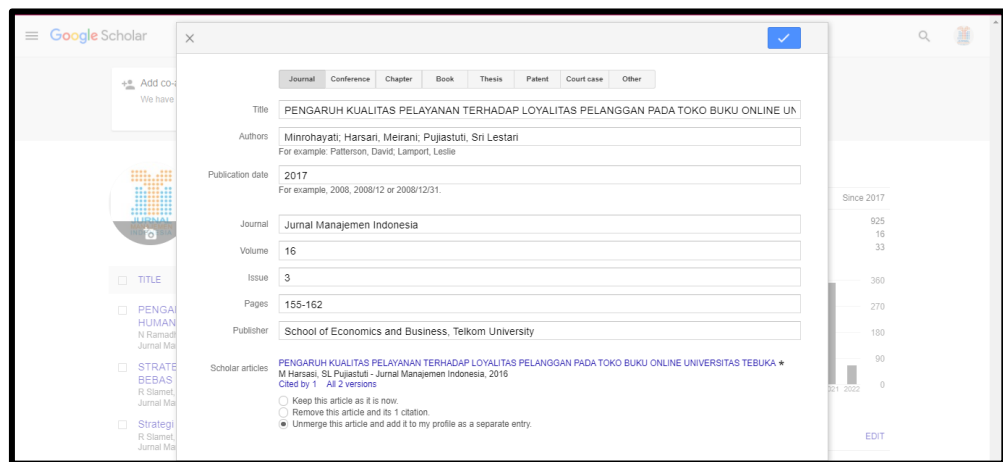 Google Scholar
Add co-a
We have
Journal Conference Chapter Book Thesis Patent Court case Other
Title PENGARUH KUALITAS PELAYANAN TERHADAP LOYALITAS PELANGGAN PADA TOKO BUKU ONLINE UN
Authors Minrohayati; Harsari, Meirani; Pujiastuti, Sri Lestari
For example: Patterson, David; Lamport, Leslie
Publication date 2017
For example, 2008, 2008/12 or 2008/12/31.
Journal Jurnal Manajemen Indonesia
Volume 16
Issue 3
Pages 155-162
Publisher School of Economics and Business, Telkom University
Scholar articles PENGARUH KUALITAS PELAYANAN TERHADAP LOYALITAS PELANGGAN PADA TOKO BUKU ONLINE UNIVERSITAS TEBUKA *
M Harsasi, SL Pujiastuti - Jurnal Manajemen Indonesia, 2016
Cited by 1 All 2 versions
Keep this article as it is now.
Remove this article and its 1 citation.
Unmerge this article and add it to my profile as a separate entry.
JURNAL
TITLE
PENGAR
HUMAN
N Ramadh
Jurnal Ma
STRATE
BEBAS
R Slamet,
Jurnal Ma
Strategi
R Slamet,
Jurnal Ma
Since 2017
925
16
33
360
270
180
90
0
2022
EDIT